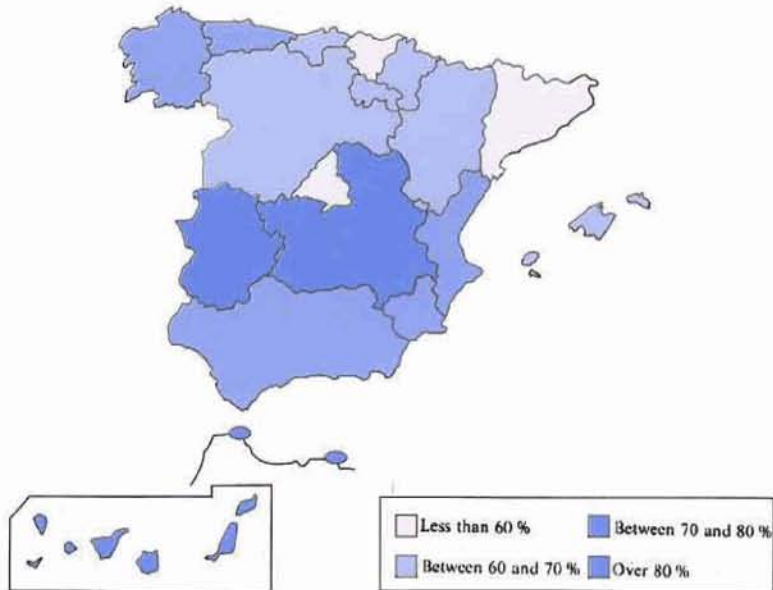 Less than 60 %
Between 70 and 80 %
Between 60 and 70 %
Over 80 %